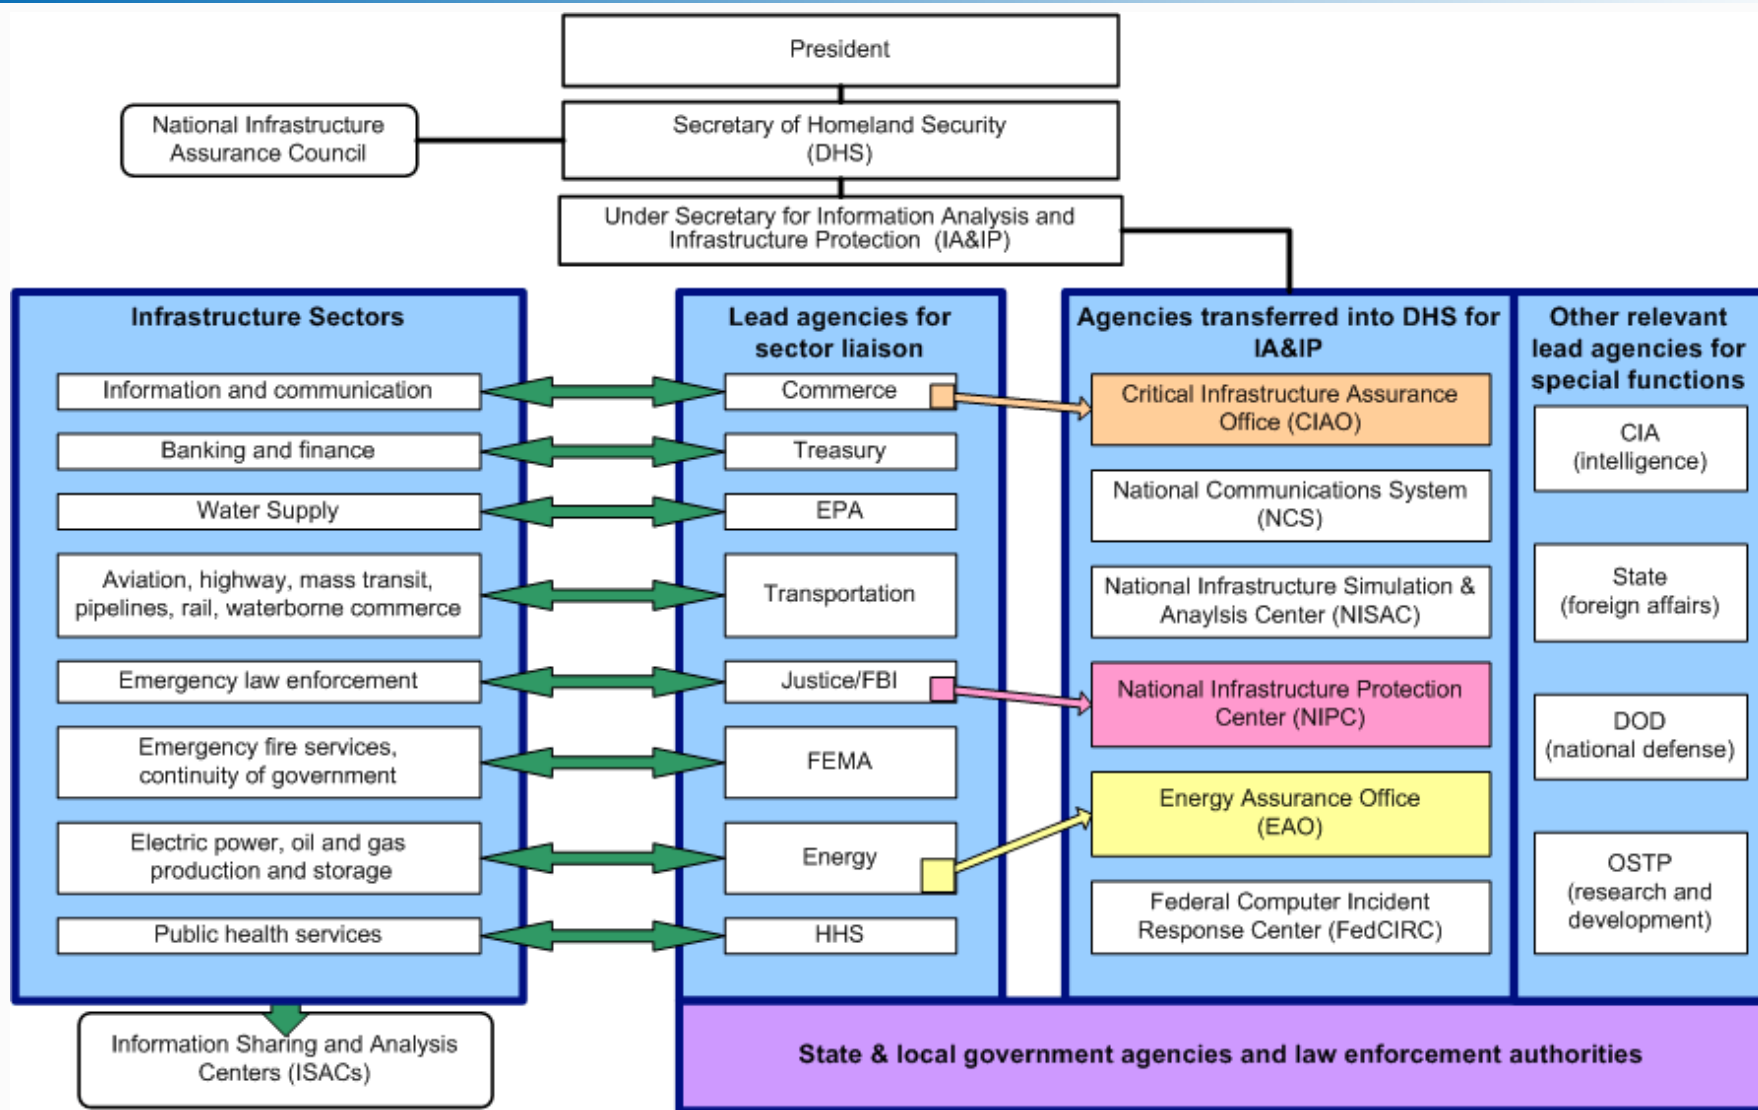 President
National Infrastructure
Assurance Council
Secretary of Homeland Security
(DHS)
Under Secretary for Information Analysis and
Infrastructure Protection (IA&IP)
Infrastructure Sectors
Information and communication
Banking and finance
Water Supply
Aviation, highway, mass transit,
pipelines, rail, waterborne commerce
Emergency law enforcement
Emergency fire services,
continuity of government
Electric power, oil and gas
production and storage
Public health services
Information Sharing and Analysis
Centers (ISACs)
Lead agencies for
sector liaison
Commerce
Treasury
EPA
Transportation
Justice/FBI
FEMA
Energy
HHS
Agencies transferred into DHS for
IA&IP
Critical Infrastructure Assurance
Office (CIAO)
National Communications System
(NCS)
National Infrastructure Simulation &
Anaylsis Center (NISAC)
National Infrastructure Protection
Center (NIPC)
Energy Assurance Office
(EAO)
Federal Computer Incident
Response Center (FedCIRC)
Other relevant
lead agencies for
special functions
CIA
(intelligence)
State
(foreign affairs)
DOD
(national defense)
OSTP
(research and
development)
State & local government agencies and law enforcement authorities